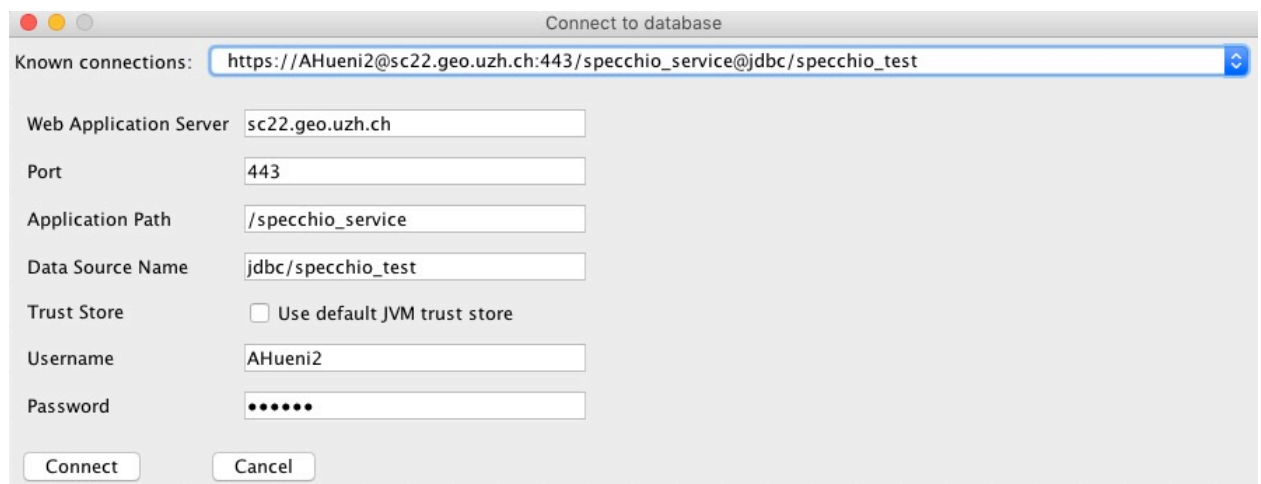 Connect to database
Known connections: https://AHueni2@sc22.geo.uzh.ch:443/specchio_service@jdbc/specchio_test
Web Application Server sc22.geo.uzh.ch
Port 443
Application Path /specchio_service
Data Source Name jdbc/specchio_test
Trust Store Use default JVM trust store
Username AHueni2
Password ••••••
Connect Cancel